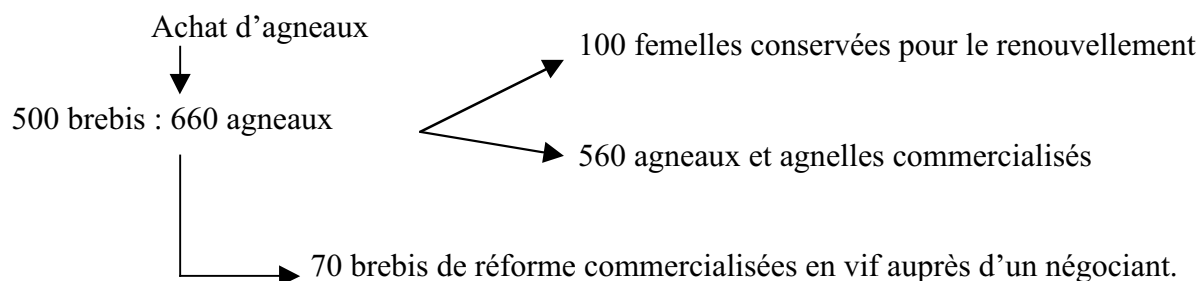 Achat d’agneaux
100 femelles conservées pour le renouvellement
500 brebis : 660 agneaux
560 agneaux et agnelles commercialisés
70 brebis de réforme commercialisées en vif auprès d’un négociant.